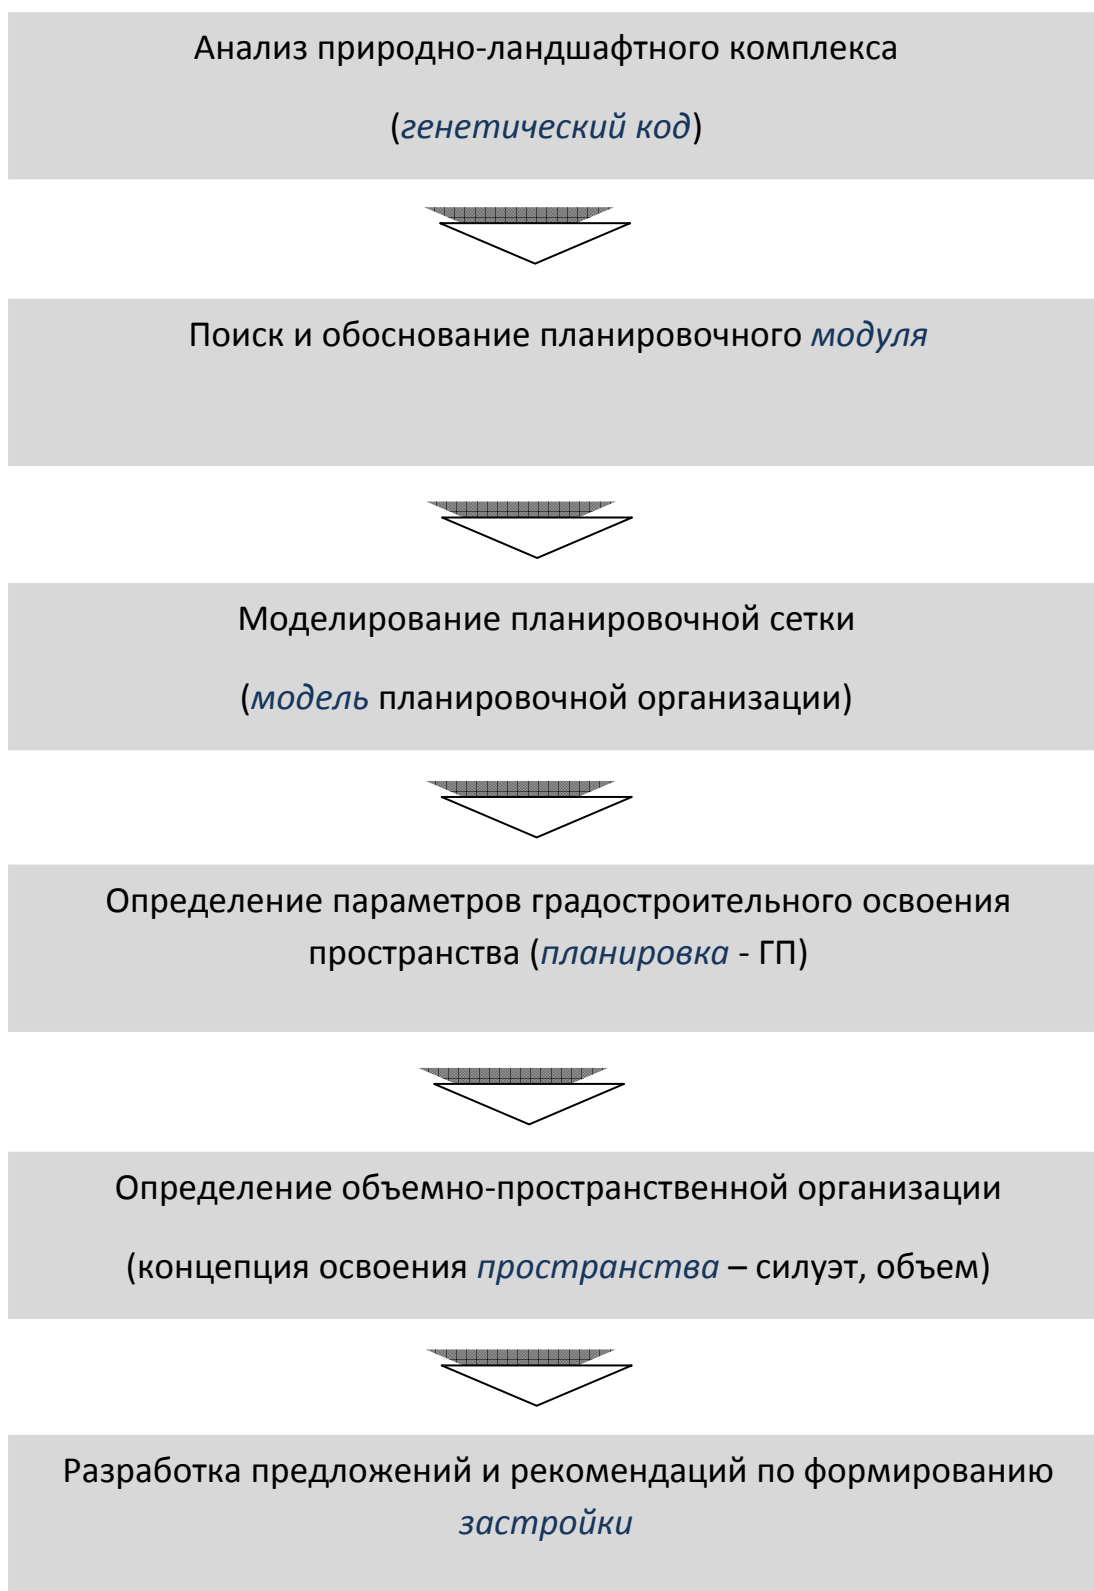 Анализ природно-ландшафтного комплекса
(генетический код)
Поиск и обоснование планировочного модуля
Моделирование планировочной сетки
(модель планировочной организации)
Определение параметров градостроительного освоения
пространства (планировка - ГП)
Определение объемно-пространственной организации
(концепция освоения пространства – силуэт, объем)
Разработка предложений и рекомендаций по формированию
застройки